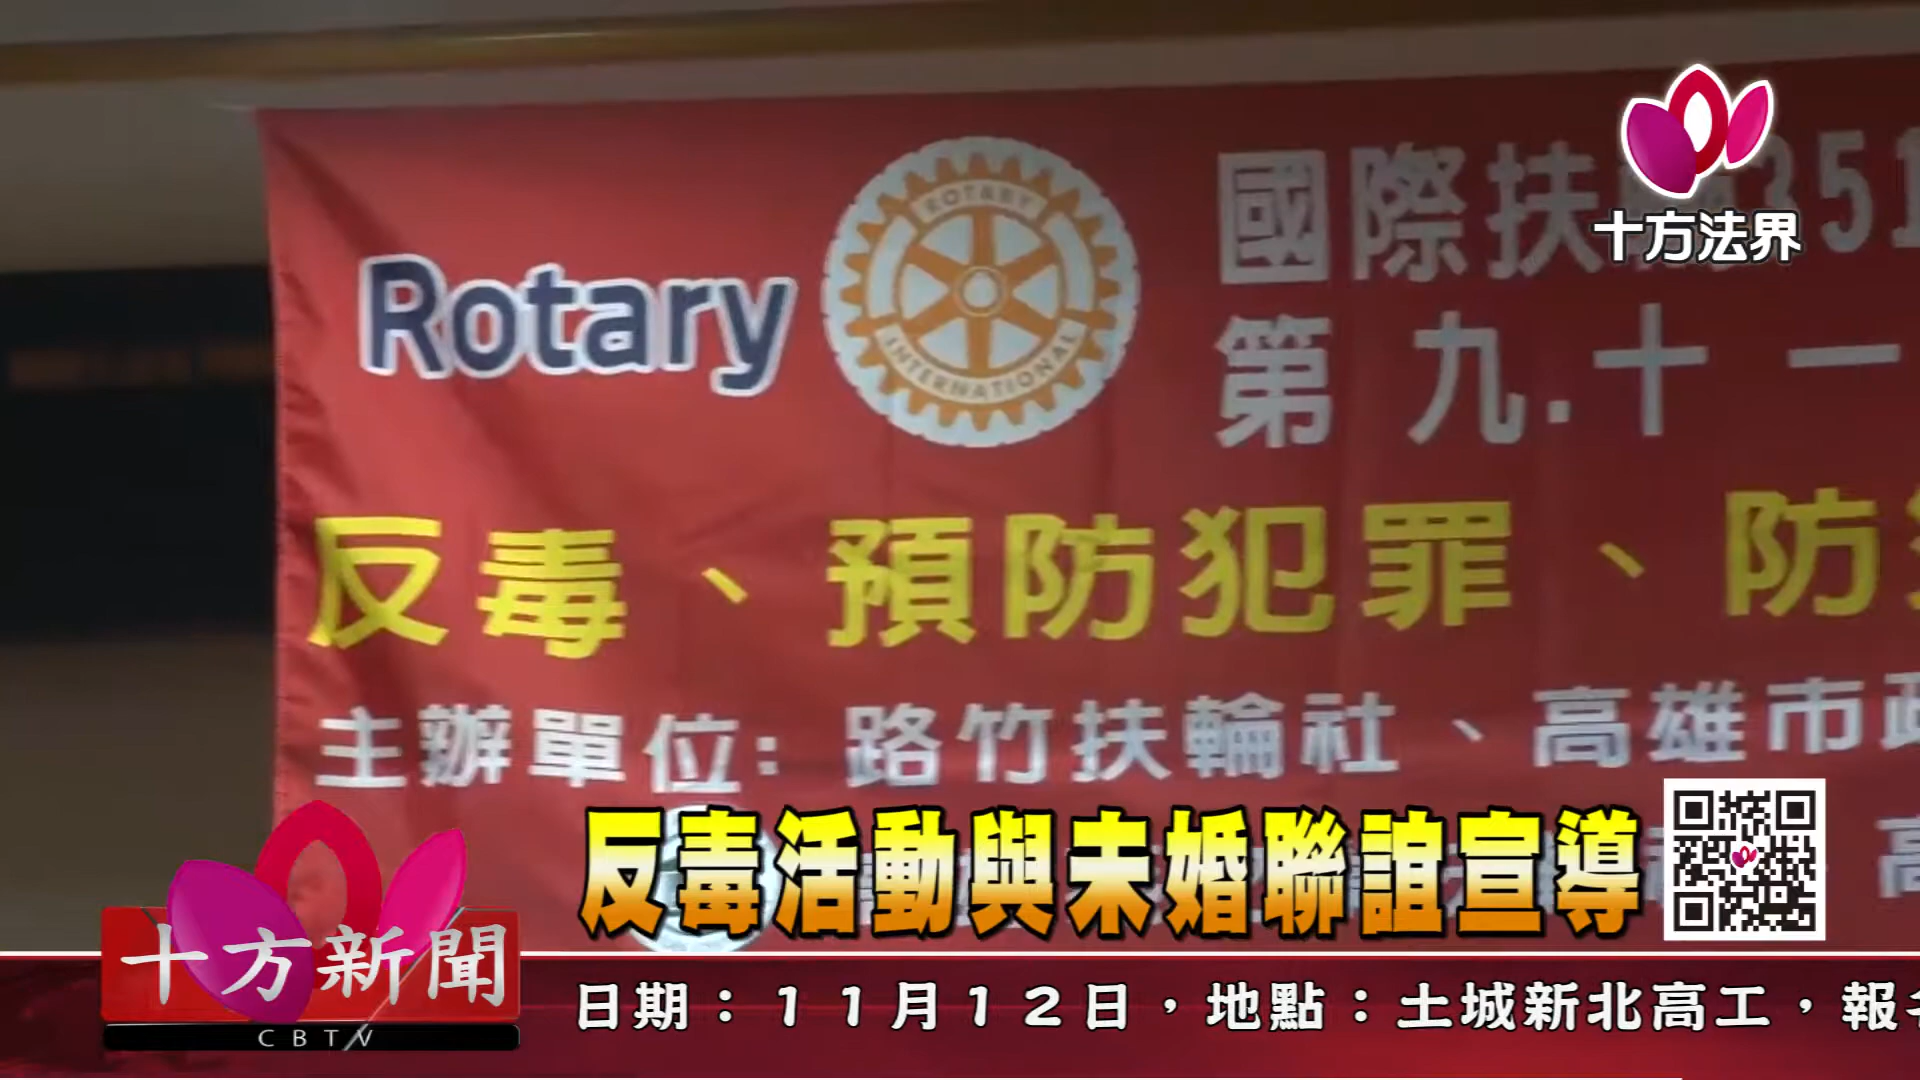 國際扶 351
十方法界
Rotary
ROTARY
INTERNATIONAL
第九.十一
反毒、預防犯罪、防
主辦單位: 路竹扶輪社、高雄市政
反毒活動與未婚聯誼宣導
十方新聞
CBTV
日期：11月12日，地點：土城新北高工，報名